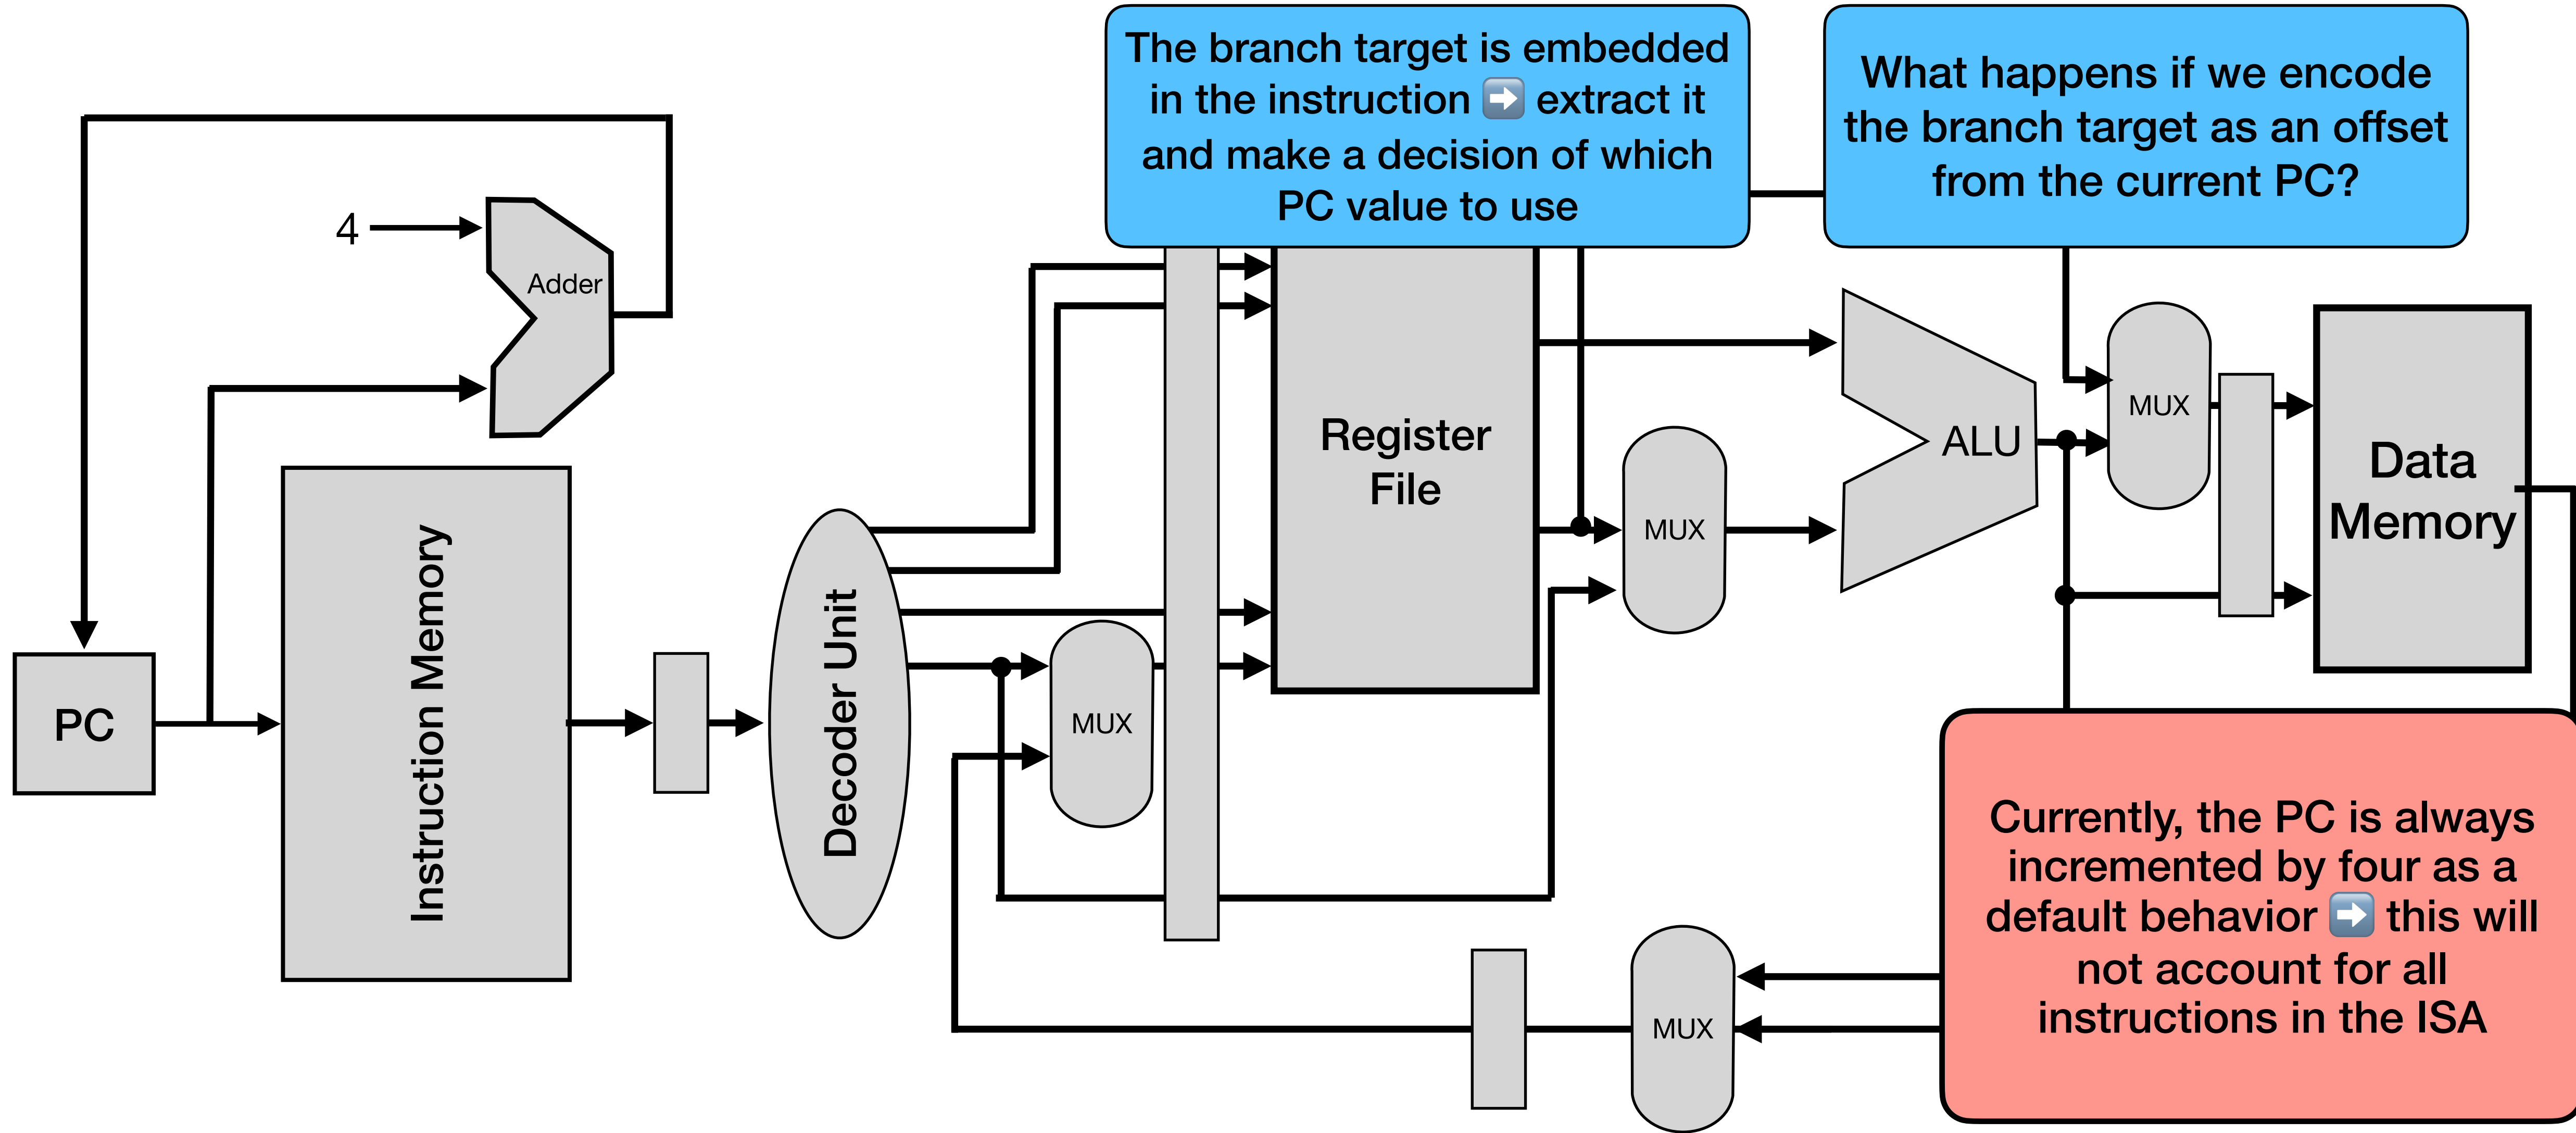 The branch target is embedded
in the instruction ➡️ extract it
and make a decision of which
PC value to use
What happens if we encode
the branch target as an offset
from the current PC?
4
Adder
Register
File
MUX
ALU
MUX
Data
Memory
PC
Instruction Memory
Decoder Unit
MUX
Currently, the PC is always
incremented by four as a
default behavior ➡️ this will
not account for all
instructions in the ISA
MUX